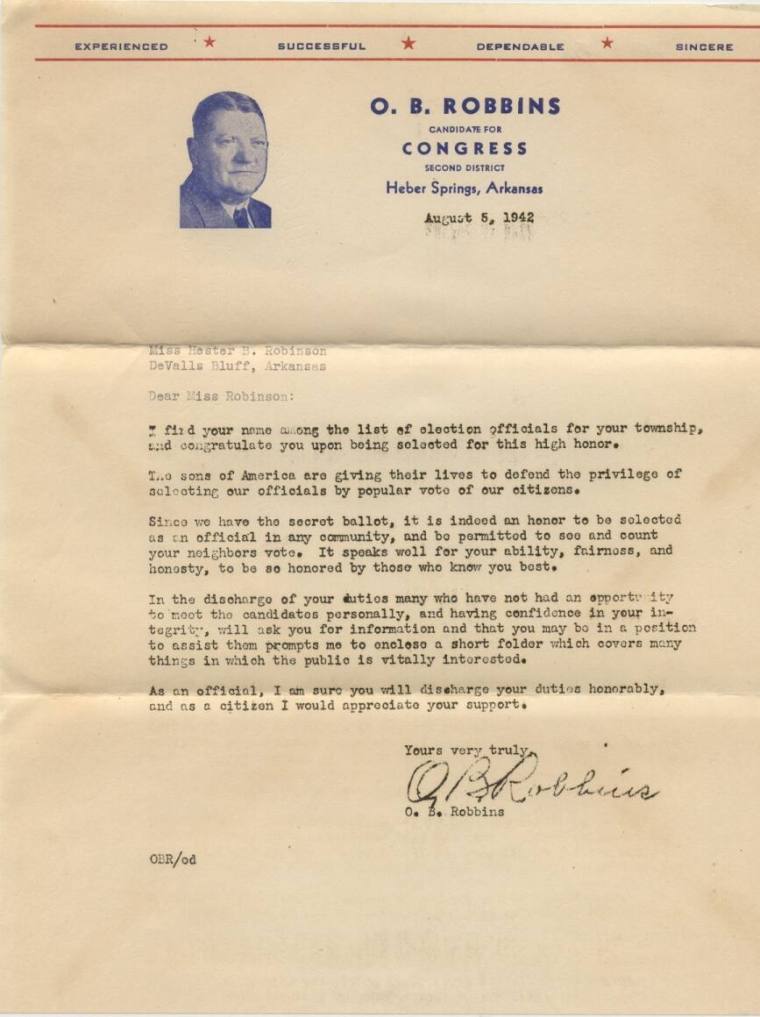 EXPERIENCED ★ SUCCESSFUL ★ DEPENDABLE ★ SINCERE
O. B. ROBBINS
CANDIDATE FOR
CONGRESS
SECOND DISTRICT
Heber Springs, Arkansas
August 5, 1942
Miss Hester B. Robinson
DeValls Bluff, Arkansas
Dear Miss Robinson:
I find your name among the list of election officials for your township,
and congratulate you upon being selected for this high honor.
The sons of America are giving their lives to defend the privilege of
selecting our officials by popular vote of our citizens.
Since we have the secret ballot, it is indeed an honor to be selected
as an official in any community, and be permitted to see and count
your neighbors vote. It speaks well for your ability, fairness, and
honesty, to be so honored by those who know you best.
In the discharge of your duties many who have not had an opportunity
to meet the candidates personally, and having confidence in your in-
tegrity, will ask you for information and that you may be in a position
to assist them prompts me to enclose a short folder which covers many
things in which the public is vitally interested.
As an official, I am sure you will discharge your duties honorably,
and as a citizen I would appreciate your support.
Yours very truly,
O B Robbins
O. B. Robbins
OBR/od